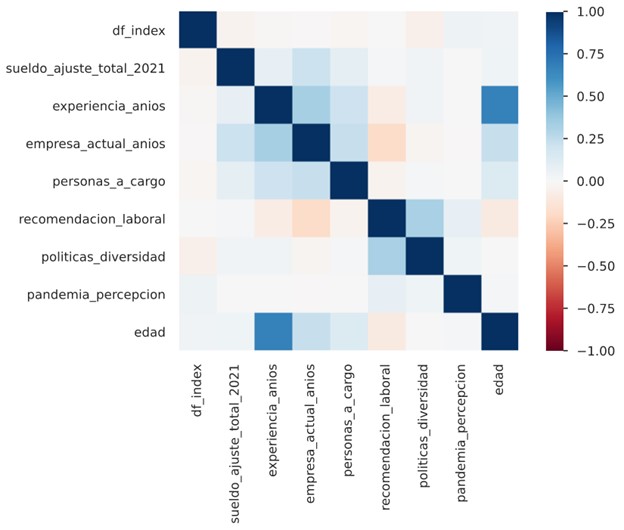 df_index
sueldo_ajuste_total_2021
experiencia_anios
empresa_actual_anios
personas_a_cargo
recomendacion_laboral
politicas_diversidad
pandemia_percepcion
edad
df_index
sueldo_ajuste_total_2021
experiencia_anios
empresa_actual_anios
personas_a_cargo
recomendacion_laboral
politicas_diversidad
pandemia_percepcion
edad
1.00
0.75
0.50
0.25
0.00
−0.25
−0.50
−0.75
−1.00